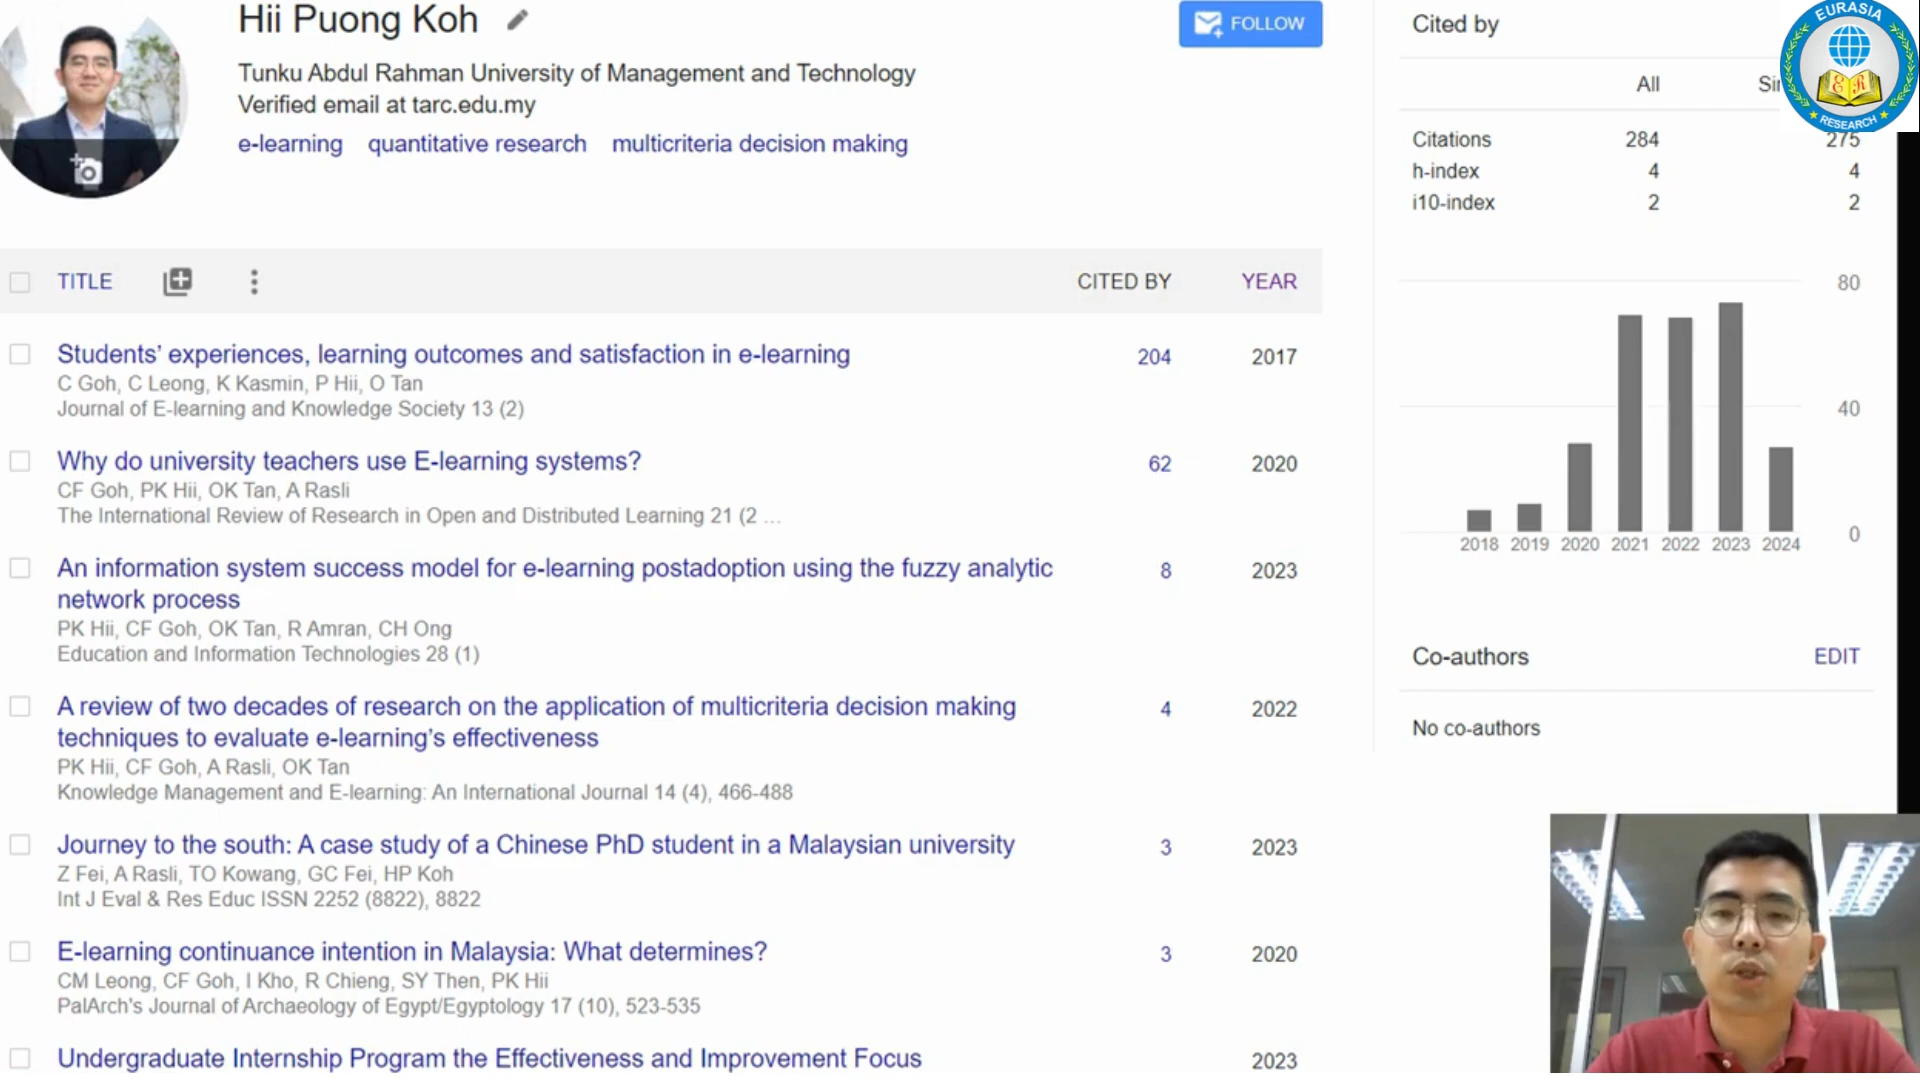 Hii Puong Koh
FOLLOW
Tunku Abdul Rahman University of Management and Technology
Verified email at tarc.edu.my
e-learning quantitative research multicriteria decision making
TITLE CITED BY YEAR
Students’ experiences, learning outcomes and satisfaction in e-learning 204 2017
C Goh, C Leong, K Kasmin, P Hii, O Tan
Journal of E-learning and Knowledge Society 13 (2)
Why do university teachers use E-learning systems? 62 2020
CF Goh, PK Hii, OK Tan, A Rasli
The International Review of Research in Open and Distributed Learning 21 (2 ...
An information system success model for e-learning postadoption using the fuzzy analytic 8 2023
network process
PK Hii, CF Goh, OK Tan, R Amran, CH Ong
Education and Information Technologies 28 (1)
A review of two decades of research on the application of multicriteria decision making 4 2022
techniques to evaluate e-learning’s effectiveness
PK Hii, CF Goh, A Rasli, OK Tan
Knowledge Management and E-learning: An International Journal 14 (4), 466-488
Journey to the south: A case study of a Chinese PhD student in a Malaysian university 3 2023
Z Fei, A Rasli, TO Kowang, GC Fei, HP Koh
Int J Eval & Res Educ ISSN 2252 (8822), 8822
E-learning continuance intention in Malaysia: What determines? 3 2020
CM Leong, CF Goh, I Kho, R Chieng, SY Then, PK Hii
PalArch's Journal of Archaeology of Egypt/Egyptology 17 (10), 523-535
Undergraduate Internship Program the Effectiveness and Improvement Focus 2023
Cited by
All
Citations 284 275
h-index 4 4
i10-index 2 2
80
40
0
2018 2019 2020 2021 2022 2023 2024
Co-authors EDIT
No co-authors
EURASIA
ER
RESEARCH